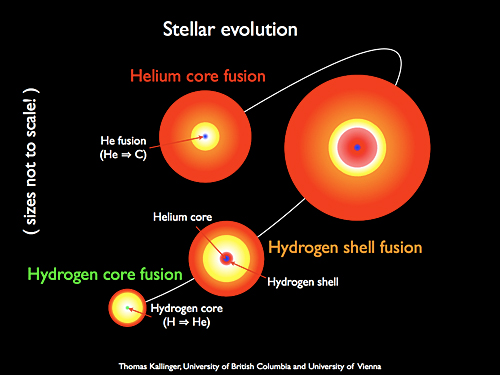 Stellar evolution
Helium core fusion
( sizes not to scale! )
He fusion
(He ⇒ C)
Helium core
Hydrogen shell fusion
Hydrogen core fusion
Hydrogen shell
Hydrogen core
(H ⇒ He)
Thomas Kallinger, University of British Columbia and University of Vienna